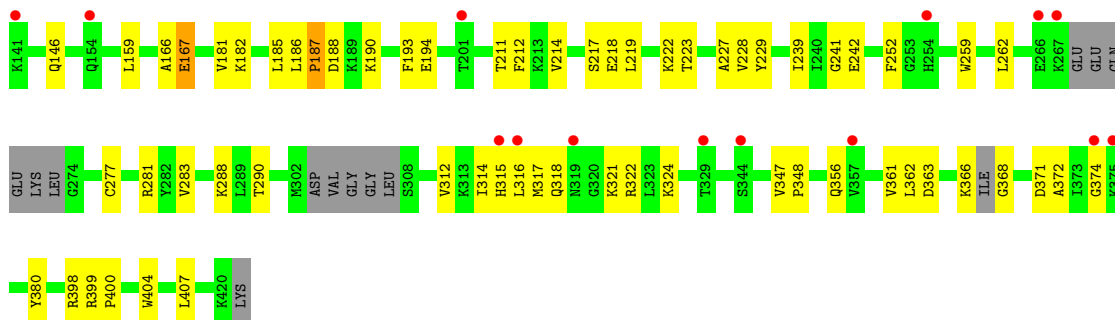 K141 Q146 Q154 L159 A166 E167 V181 K182 L185 L186 P187 D188 K189 K190 F193 E194 T201 T211 F212 K213 V214 S217 E218 L219 K222 T223 A227 V228 Y229 I239 I240 G241 E242 F252 G253 H254 W259 L262 E266 K267 GLU GLU GLN
GLU LYS LEU G274 C277 R281 Y282 V283 K288 L289 T290 M302 ASP VAL GLY GLY LEU S308 V312 K313 I314 H315 L316 M317 Q318 N319 G320 K321 R322 L323 K324 T329 S344 V347 P348 Q356 V357 V361 L362 D363 K366 ILE G368 D371 A372 I373 G374 K375
Y380 R398 R399 P400 W404 L407 K420 LYS